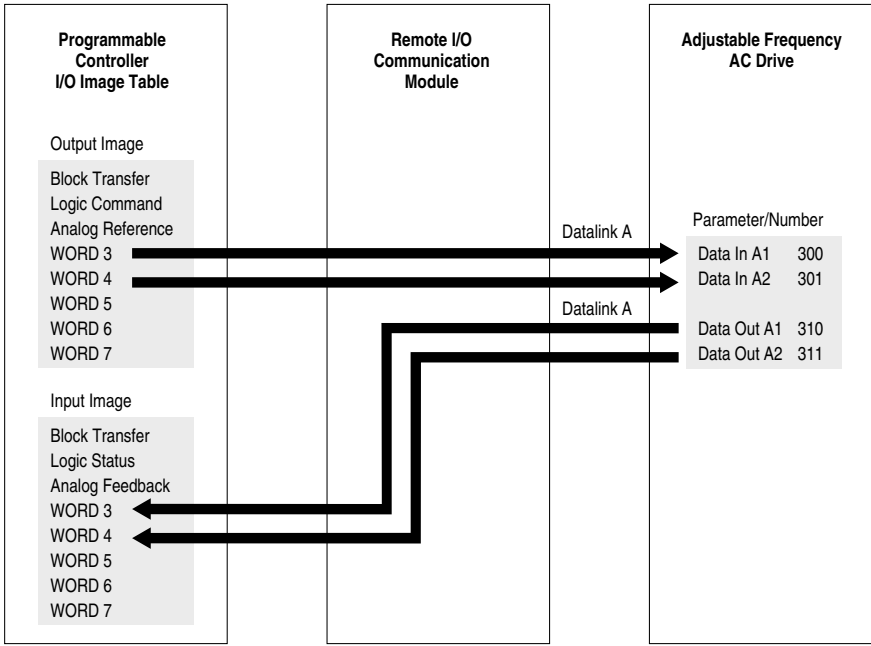 Programmable
Controller
I/O Image Table
Remote I/O
Communication
Module
Adjustable Frequency
AC Drive
Output Image
Block Transfer
Logic Command
Analog Reference
WORD 3
WORD 4
WORD 5
WORD 6
WORD 7
Datalink A
Datalink A
Parameter/Number
Data In A1 300
Data In A2 301
Data Out A1 310
Data Out A2 311
Input Image
Block Transfer
Logic Status
Analog Feedback
WORD 3
WORD 4
WORD 5
WORD 6
WORD 7